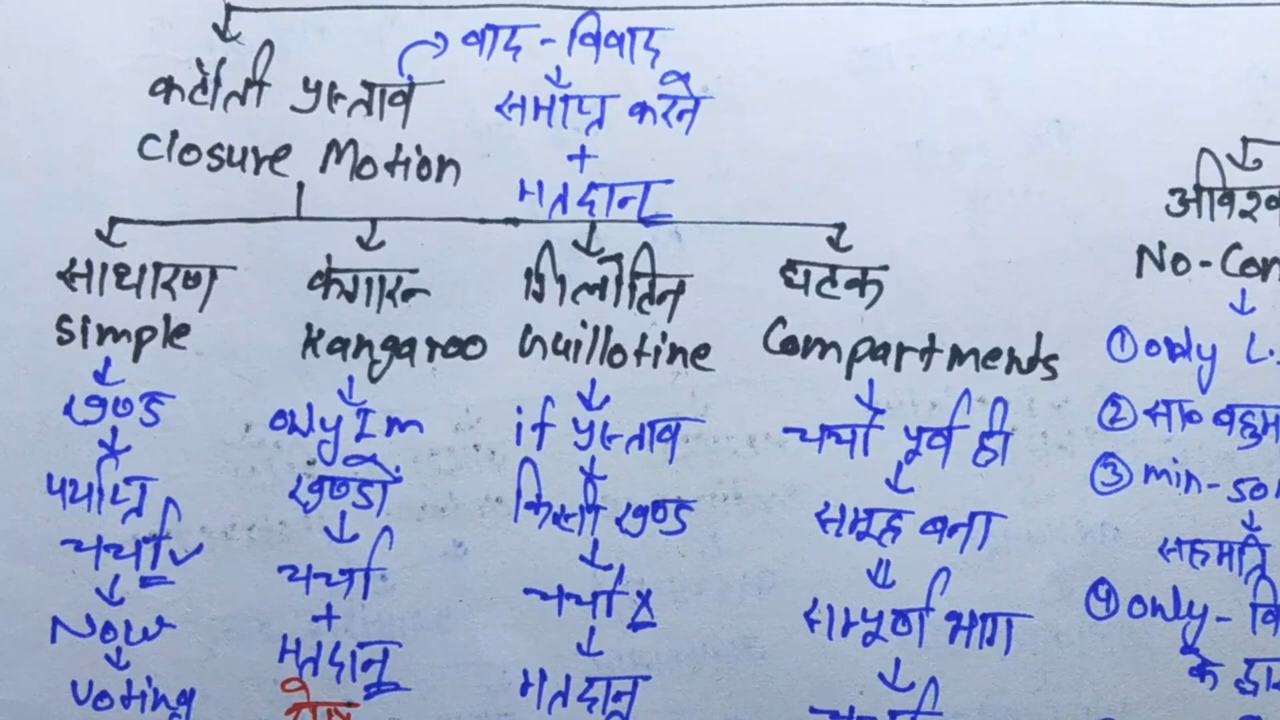 कटौती प्रस्ताव
Closure Motion
वाद-विवाद
समाप्त करने
+
मतदान
साधारण
Simple
खण्ड
पर्याप्त
चर्चा
Now
Voting
कंगारू
Kangaroo
only Im
खण्डों
चर्चा
+
मतदान
गिलोटिन
Guillotine
if प्रस्ताव
किसी खण्ड
चर्चा X
मतदान
घटक
Compartments
चर्चा पूर्व ही
समूह बना
सम्पूर्ण भाग
चर्चा
अविश्व
No-Con
① only L.
② सा० बहुम
③ min-50
सहमति
④ only- वि
के द्वा